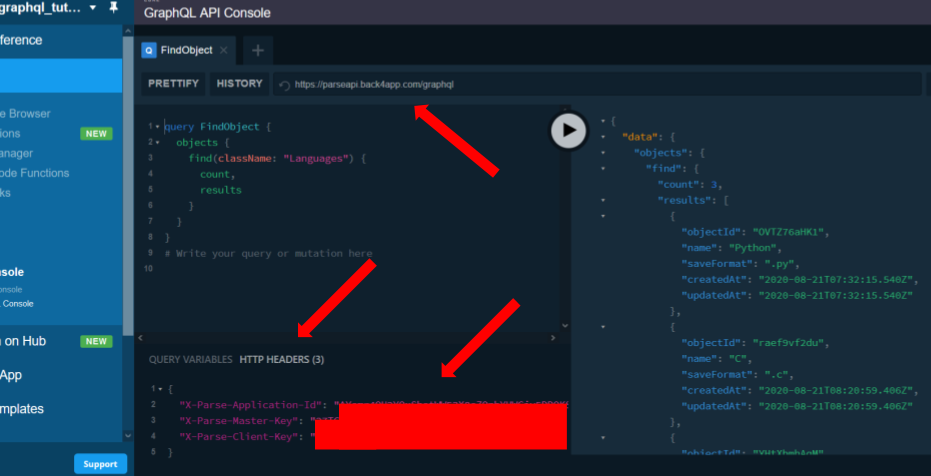 graphql_tut...
GraphQL API Console
ference
Q FindObject × +
PRETTIFY HISTORY https://parseapi.back4app.com/graphql
e Browser
ions NEW
anager
ode Functions
ks
nsole
onsole
Console
on Hub NEW
App
mplates
Support
1 query FindObject {
2 objects {
3 find(className: "Languages") {
4 count,
5 results
6 }
7 }
8 }
9 # Write your query or mutation here
10
QUERY VARIABLES HTTP HEADERS (3)
1 {
2 "X-Parse-Application-Id": "
3 "X-Parse-Master-Key": "
4 "X-Parse-Client-Key": "
5 }
{
"data": {
"objects": {
"find": {
"count": 3,
"results": [
{
"objectId": "OVTZ76aHK1",
"name": "Python",
"saveFormat": ".py",
"createdAt": "2020-08-21T07:32:15.540Z",
"updatedAt": "2020-08-21T07:32:15.540Z"
},
{
"objectId": "raef9vf2du",
"name": "C",
"saveFormat": ".c",
"createdAt": "2020-08-21T08:20:59.406Z",
"updatedAt": "2020-08-21T08:20:59.406Z"
},
{
"objectId":